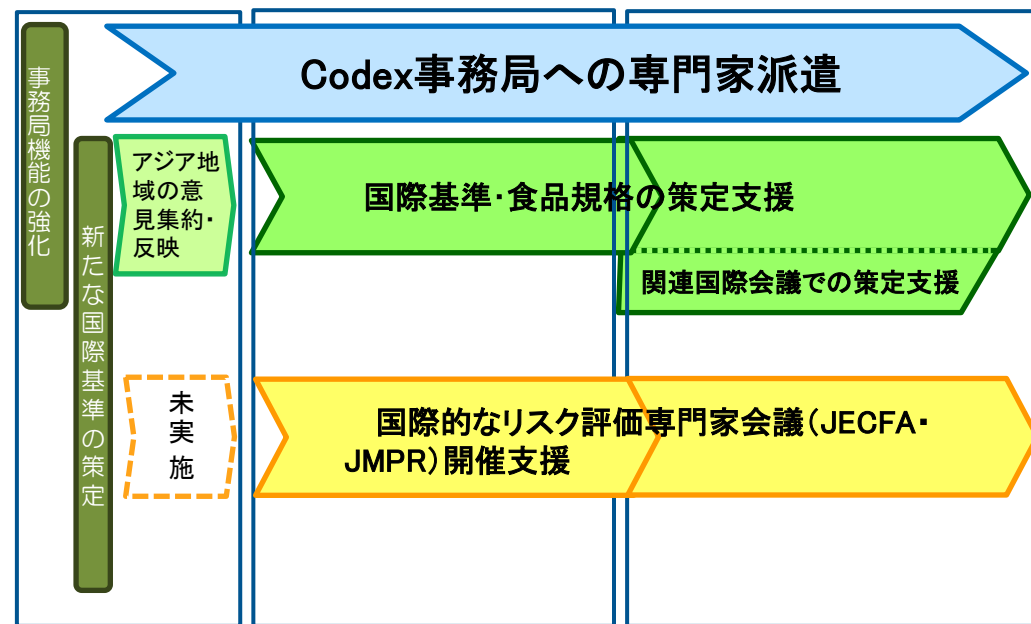 事務局機能の強化
Codex事務局への専門家派遣
新たな国際基準の策定
アジア地
域の意
見集約・
反映
国際基準・食品規格の策定支援
関連国際会議での策定支援
未
実
施
国際的なリスク評価専門家会議（JECFA・
JMPR）開催支援